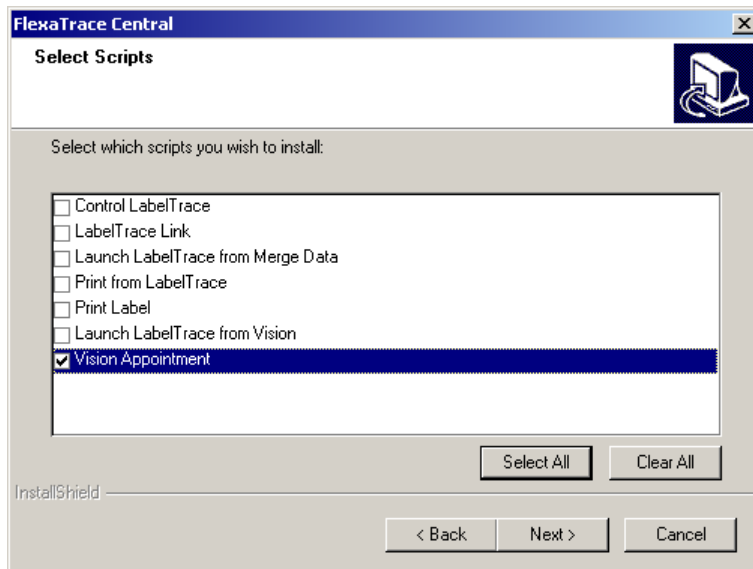 FlexaTrace Central
Select Scripts
Select which scripts you wish to install:
Control LabelTrace
LabelTrace Link
Launch LabelTrace from Merge Data
Print from LabelTrace
Print Label
Launch LabelTrace from Vision
Vision Appointment
Select All Clear All
InstallShield
< Back Next > Cancel